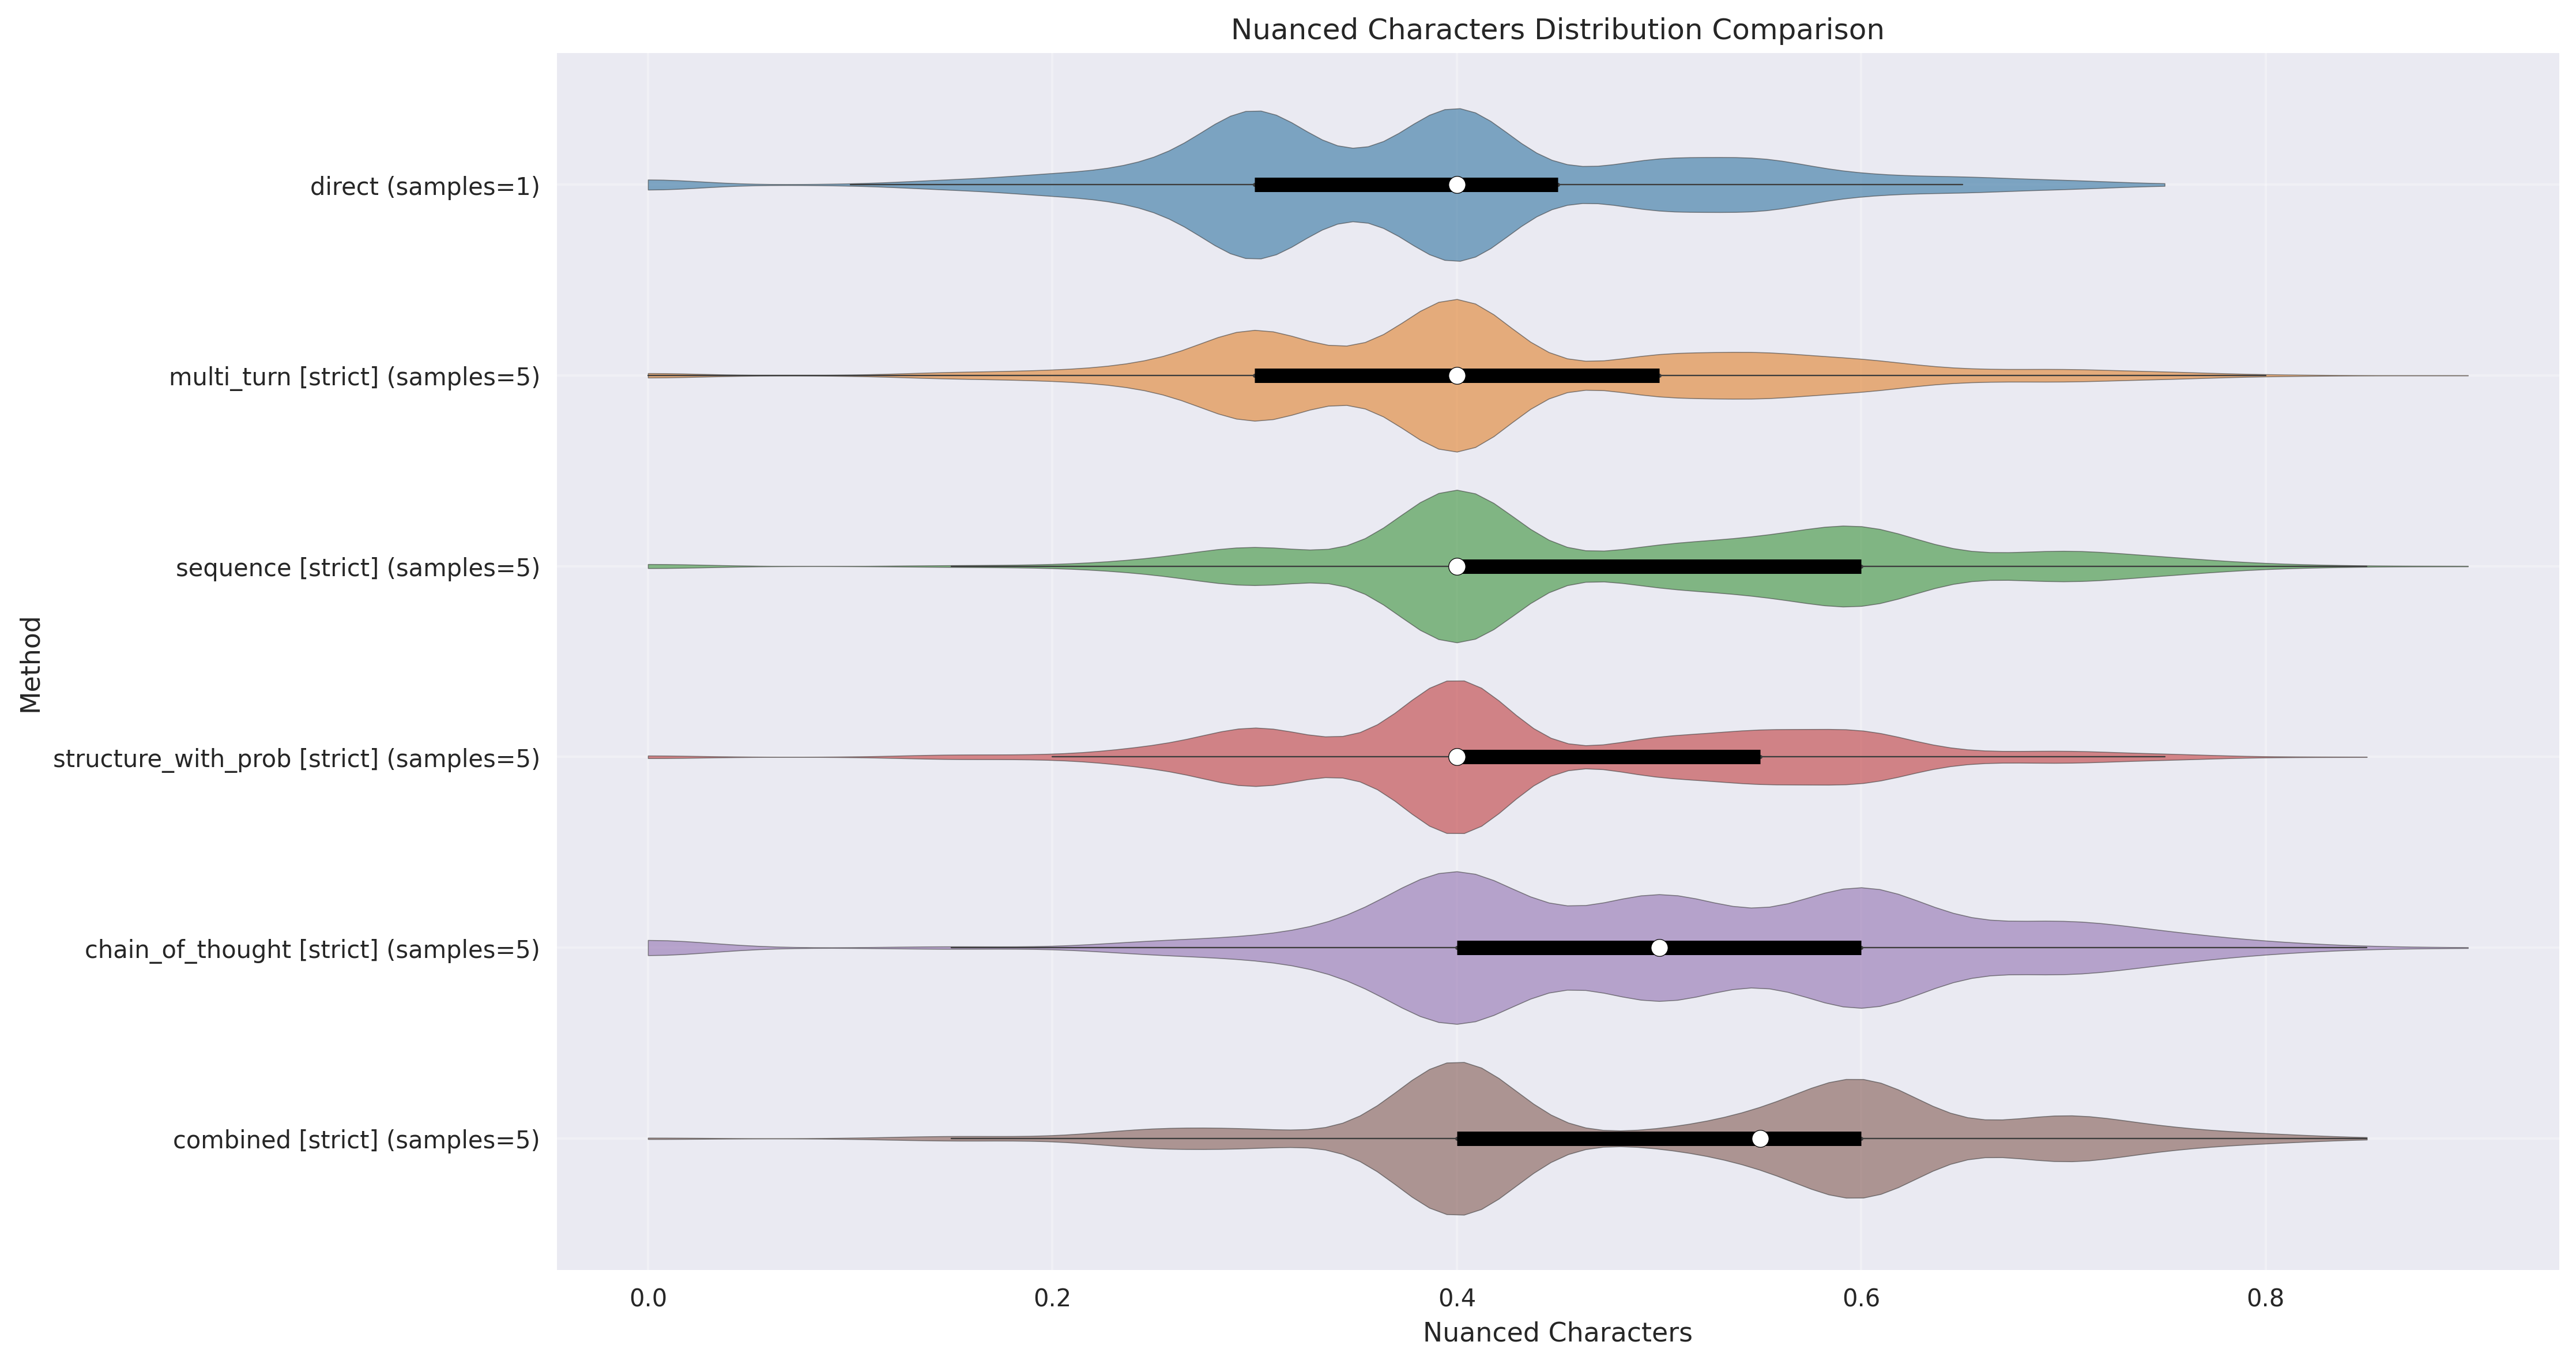 Nuanced Characters Distribution Comparison
Method
direct (samples=1)
multi_turn [strict] (samples=5)
sequence [strict] (samples=5)
structure_with_prob [strict] (samples=5)
chain_of_thought [strict] (samples=5)
combined [strict] (samples=5)
0.0 0.2 0.4 0.6 0.8
Nuanced Characters